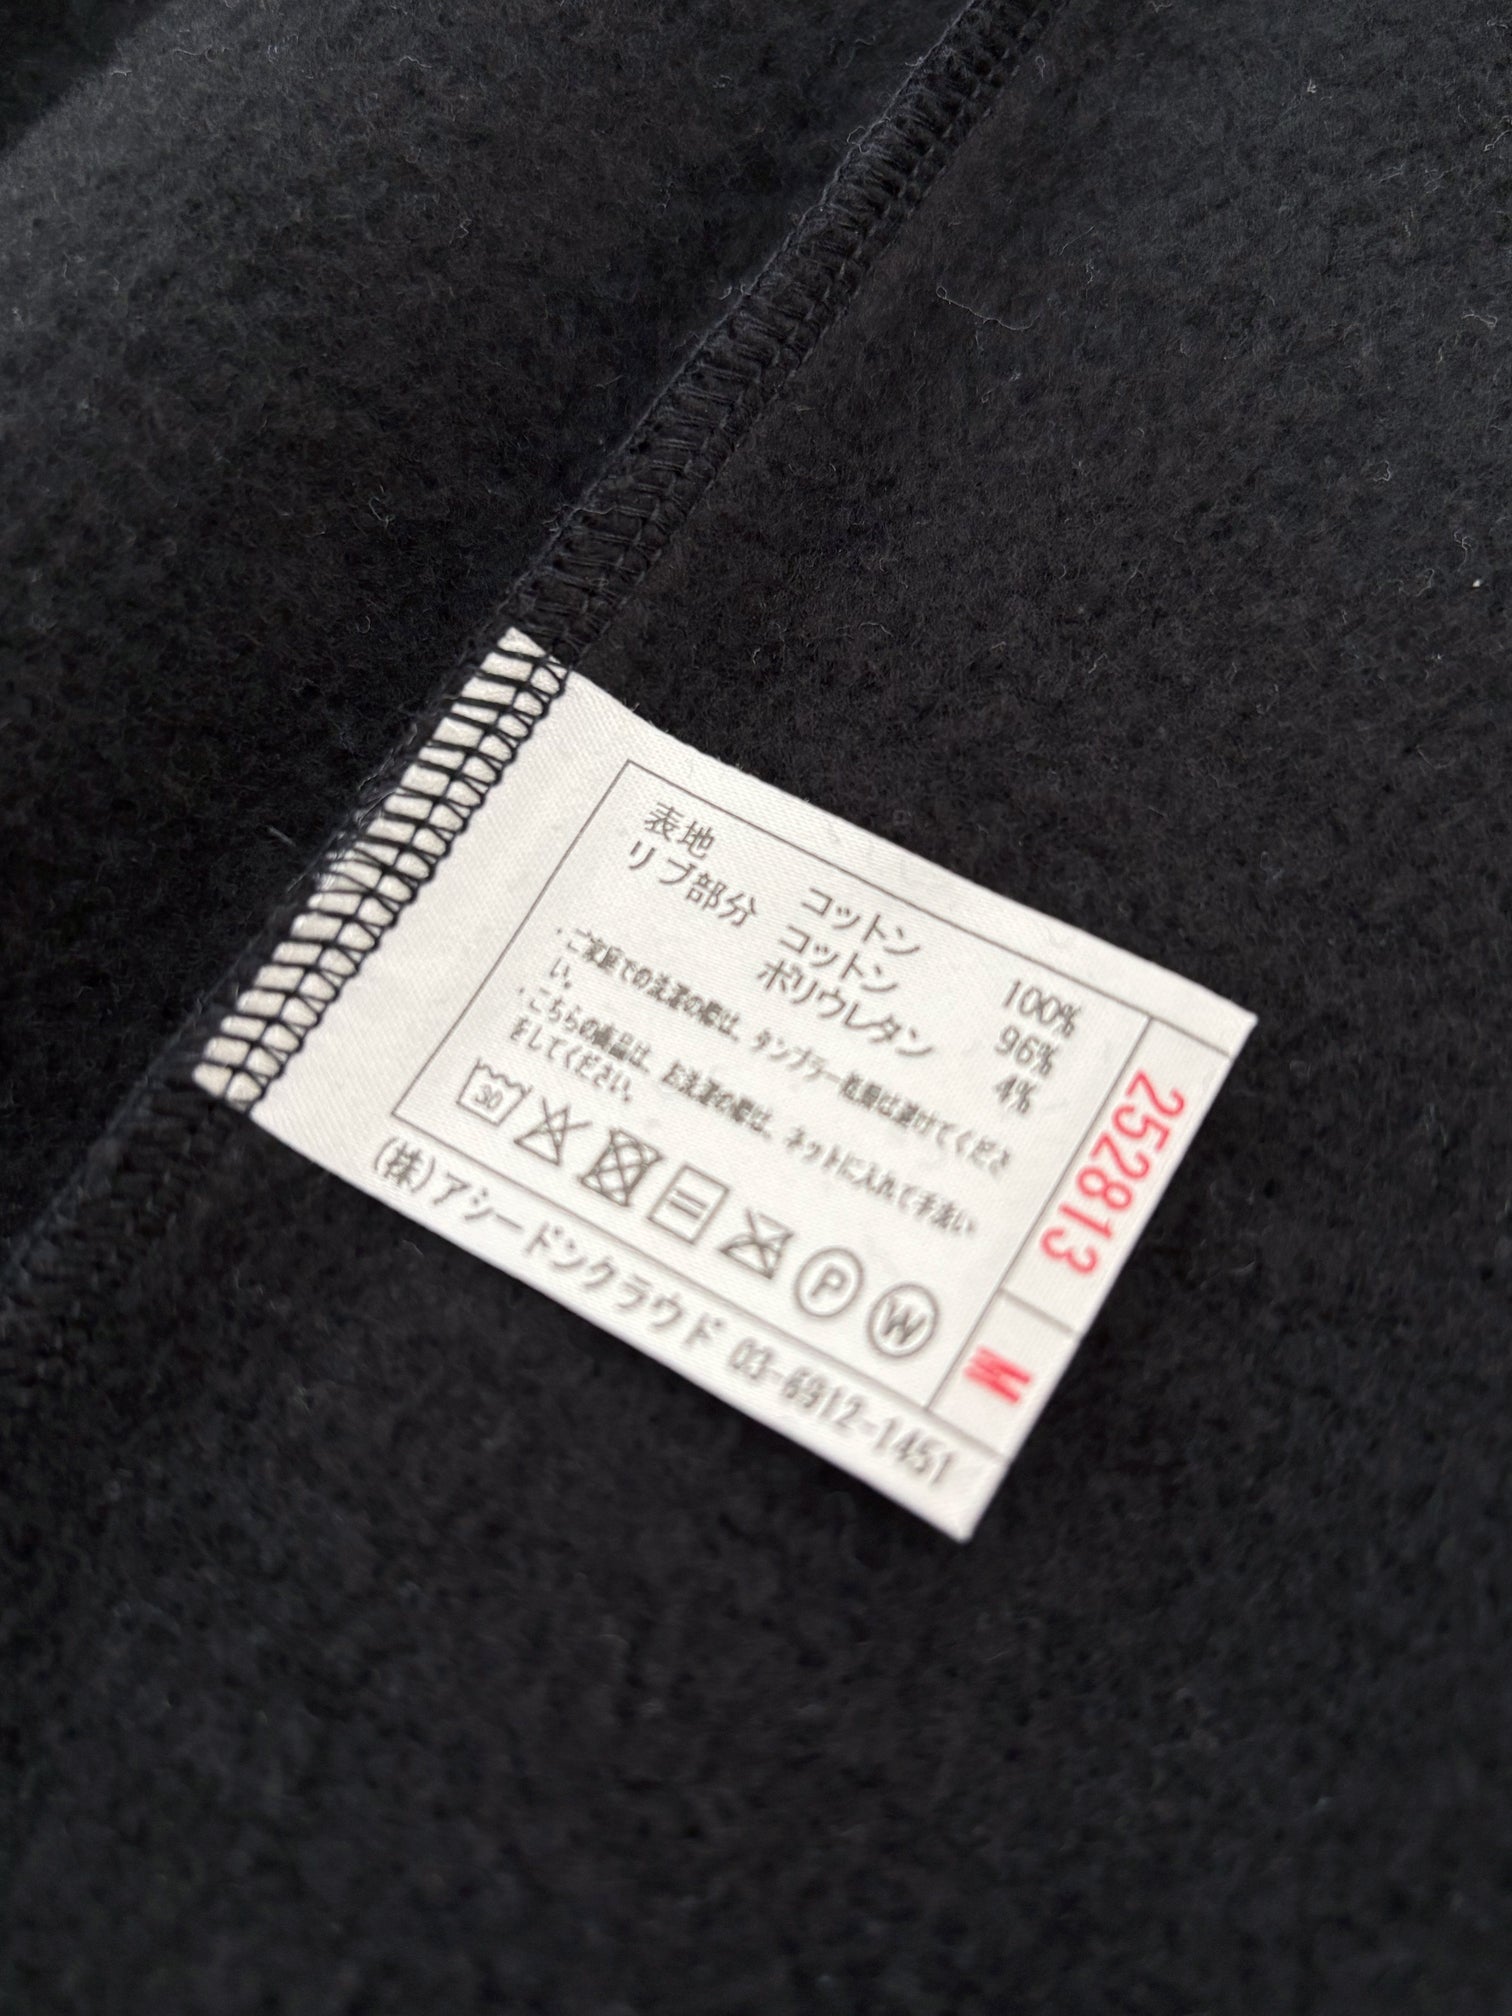 表地 コットン 100%
リブ部分 コットン 96%
ポリウレタン 4%
・ご家庭での洗濯の際は、タンブラー乾燥は避けてくださ
い。
・こちらの商品は、お洗濯の際は、ネットに入れて手洗い
をしてください。
30
P
W
(株)アシードンクラウド 03-6912-1451
252813
M